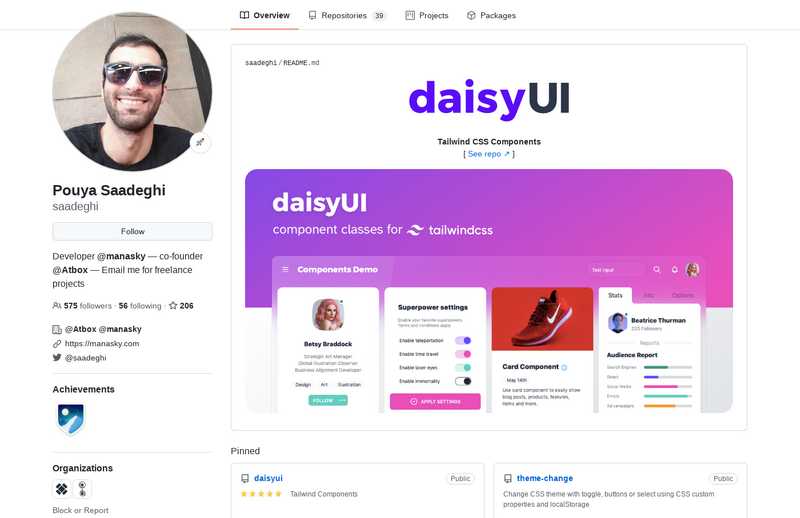 Overview
Repositories 39
Projects
Packages
Pouya Saadeghi
saadeghi
Follow
Developer @manasky — co-founder
@Atbox — Email me for freelance
projects
575 followers · 56 following · 206
@Atbox @manasky
https://manasky.com
@saadeghi
Achievements
Organizations
Block or Report
saadeghi / README.md
daisyUI
Tailwind CSS Components
[ See repo ↗ ]
daisyUI
component classes for tailwindcss
Components Demo
Test input
Betsy Braddock
Strategic Art Manager
Global Illustration Observer
Business Alignment Developer
Design Art Illustration
FOLLOW
Superpower settings
Enable your favorite superpowers.
Terms and conditions apply.
Enable teleportation
Enable time travel
Enable laser eyes
Enable immortality
APPLY SETTINGS
Card Component
May 14th
Use card component to easily show
blog posts, products, features,
items and more.
Stats Info Options
Beatrice Thurman
223 Followers
Reports
Audience Report
Search Engines
Direct
Social Media
Emails
Ad campaigns
Pinned
daisyui Public
⭐⭐⭐⭐⭐ Tailwind Components
theme-change Public
Change CSS theme with toggle, buttons or select using CSS custom
properties and localStorage